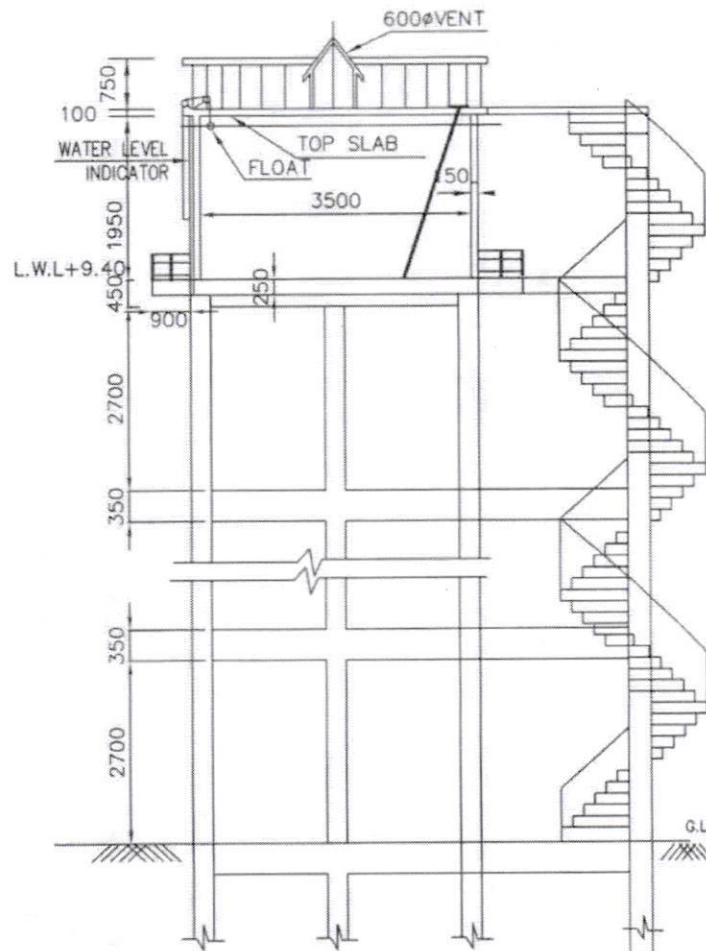 600øVENT
750
100
TOP SLAB
WATER LEVEL
INDICATOR
FLOAT
150
3500
1950
L.W.L+9.40
4500
250
900
2700
350
350
2700
G.L